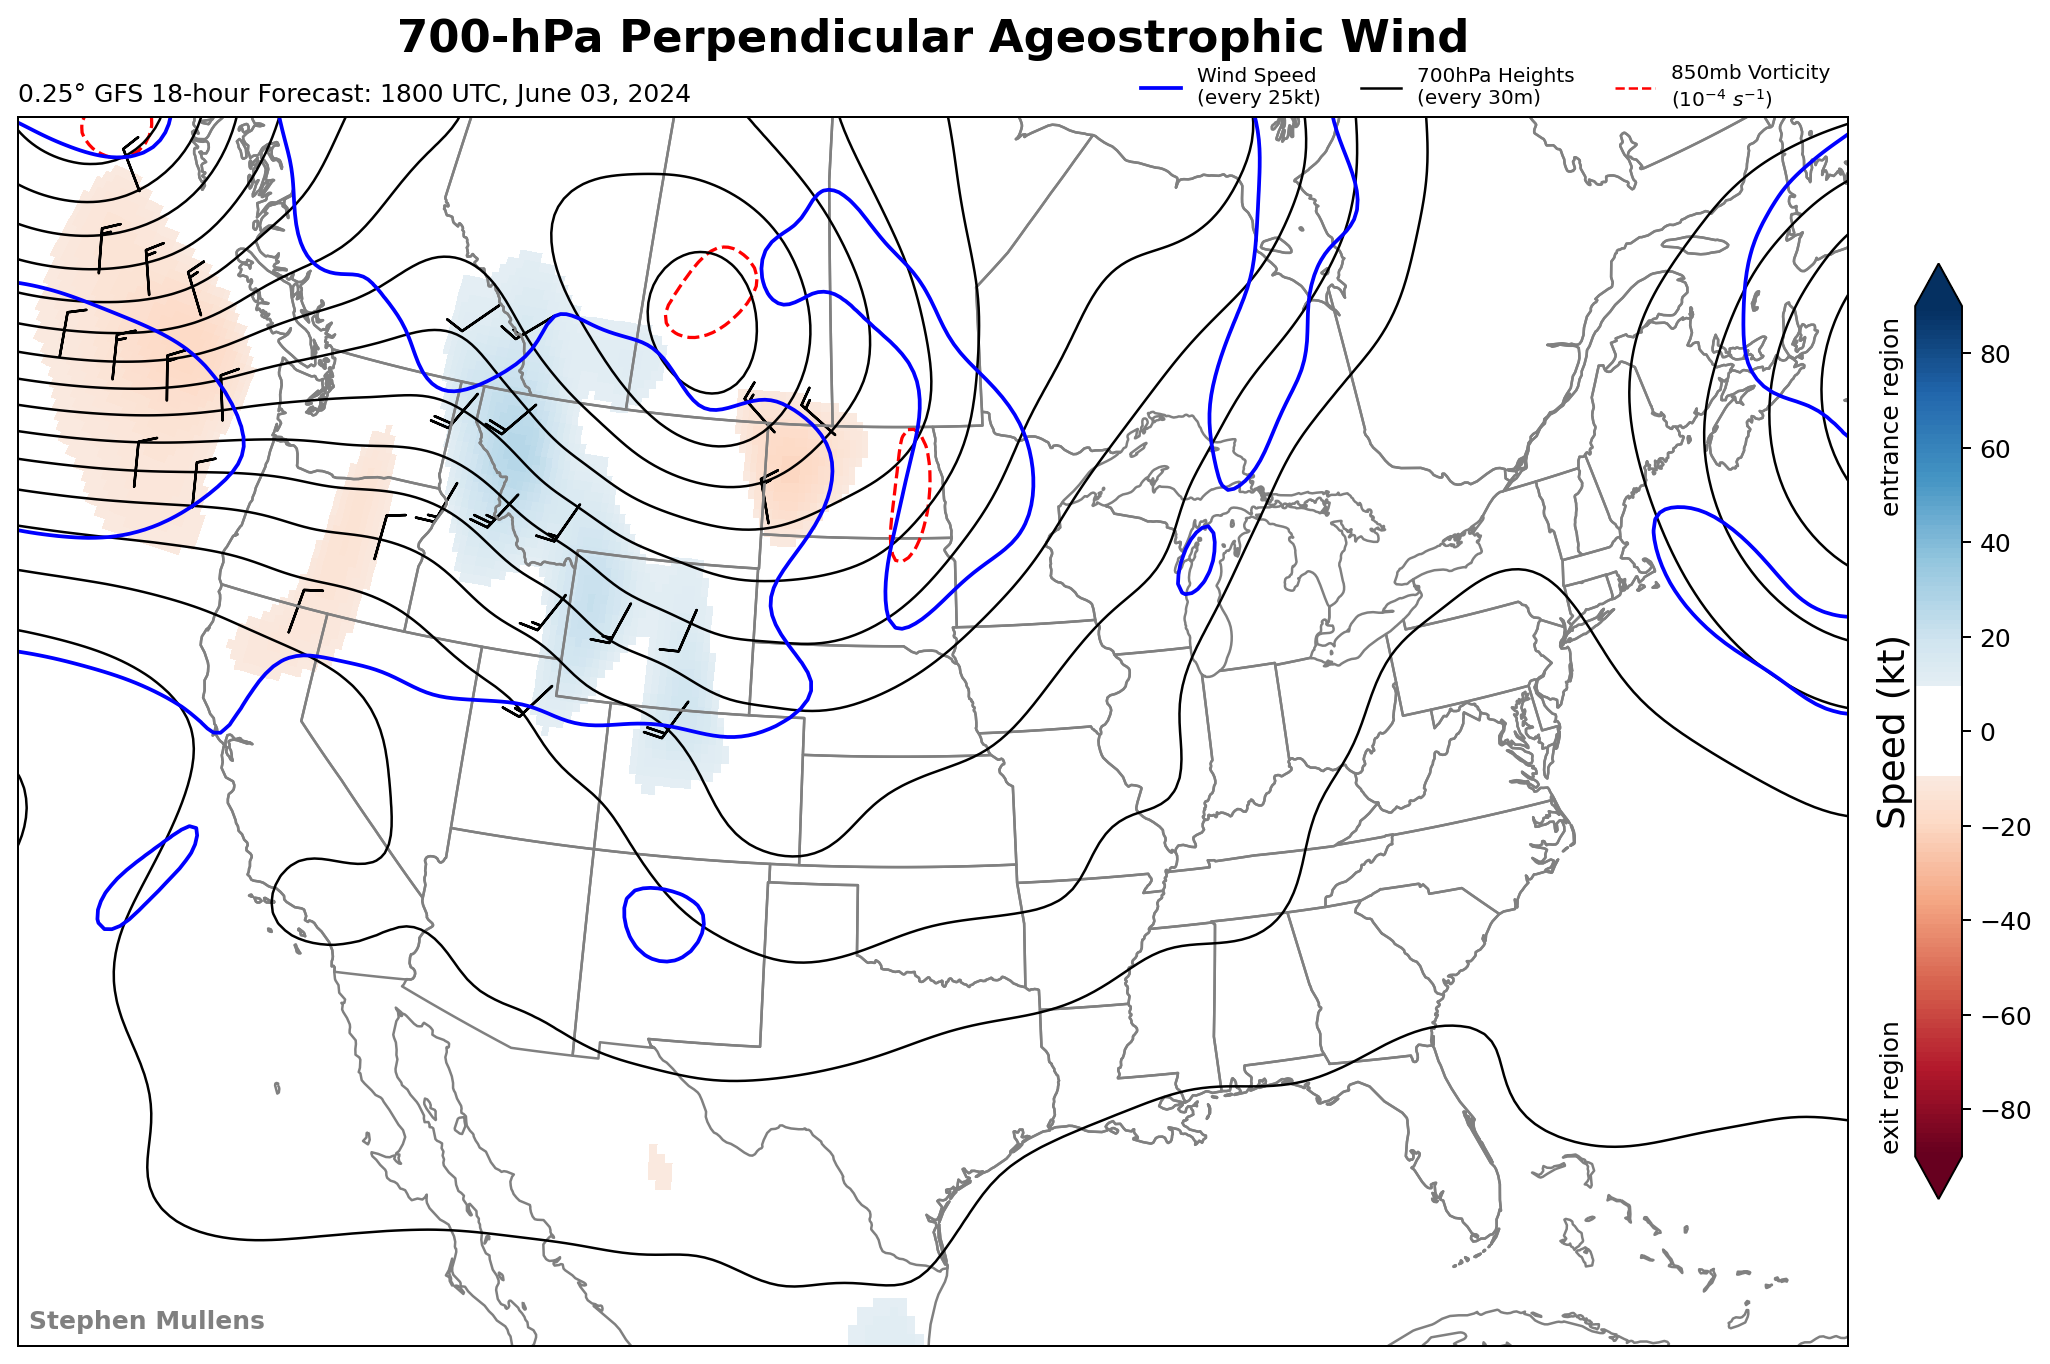 700-hPa Perpendicular Ageostrophic Wind
0.25° GFS 18-hour Forecast: 1800 UTC, June 03, 2024
Wind Speed
(every 25kt)
700hPa Heights
(every 30m)
850mb Vorticity
(10⁻⁴ s⁻¹)
entrance region
Speed (kt)
exit region
80
60
40
20
0
−20
−40
−60
−80
Stephen Mullens